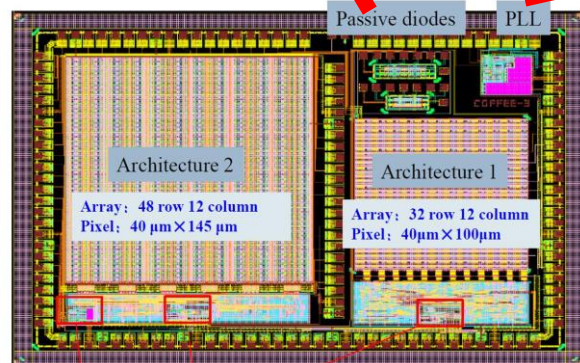 Passive diodes
PLL
COFFEE-3
Architecture 2
Array: 48 row 12 column
Pixel: 40 μm×145 μm
Architecture 1
Array: 32 row 12 column
Pixel: 40μm×100μm